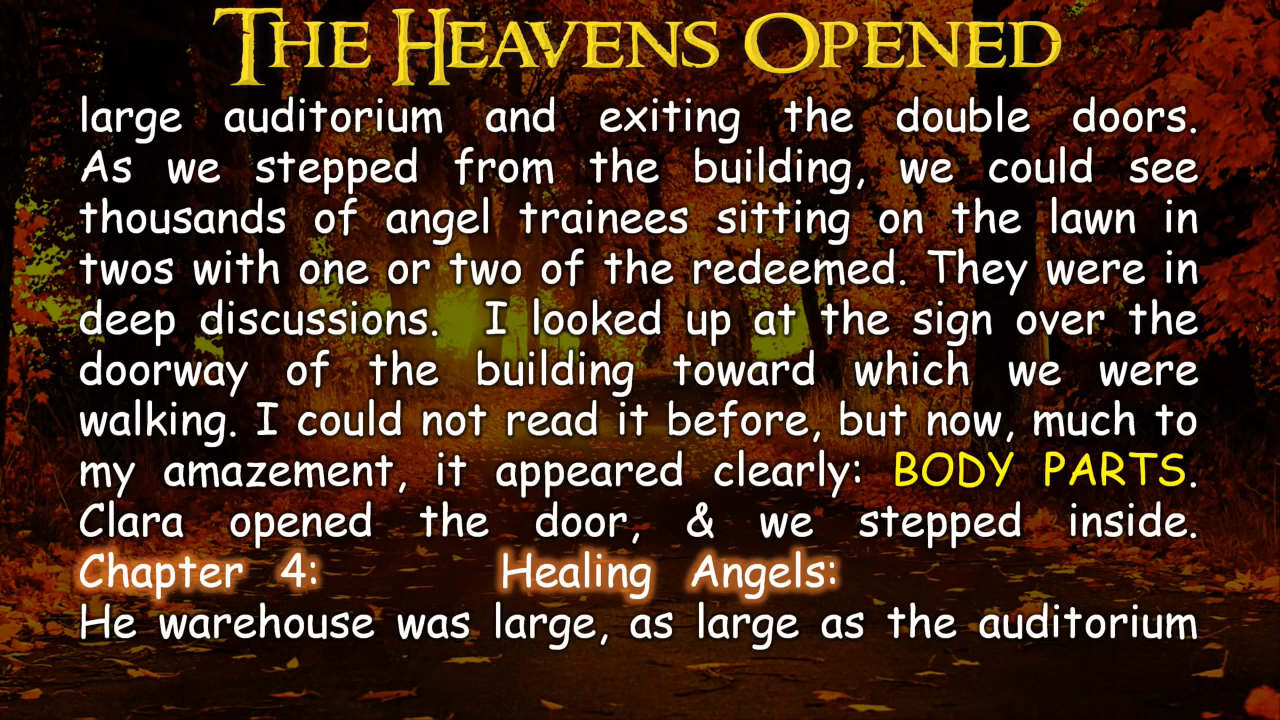 THE HEAVENS OPENED
large auditorium and exiting the double doors.
As we stepped from the building, we could see
thousands of angel trainees sitting on the lawn in
twos with one or two of the redeemed. They were in
deep discussions. I looked up at the sign over the
doorway of the building toward which we were
walking. I could not read it before, but now, much to
my amazement, it appeared clearly: BODY PARTS.
Clara opened the door, & we stepped inside.
Chapter 4: Healing Angels:
He warehouse was large, as large as the auditorium